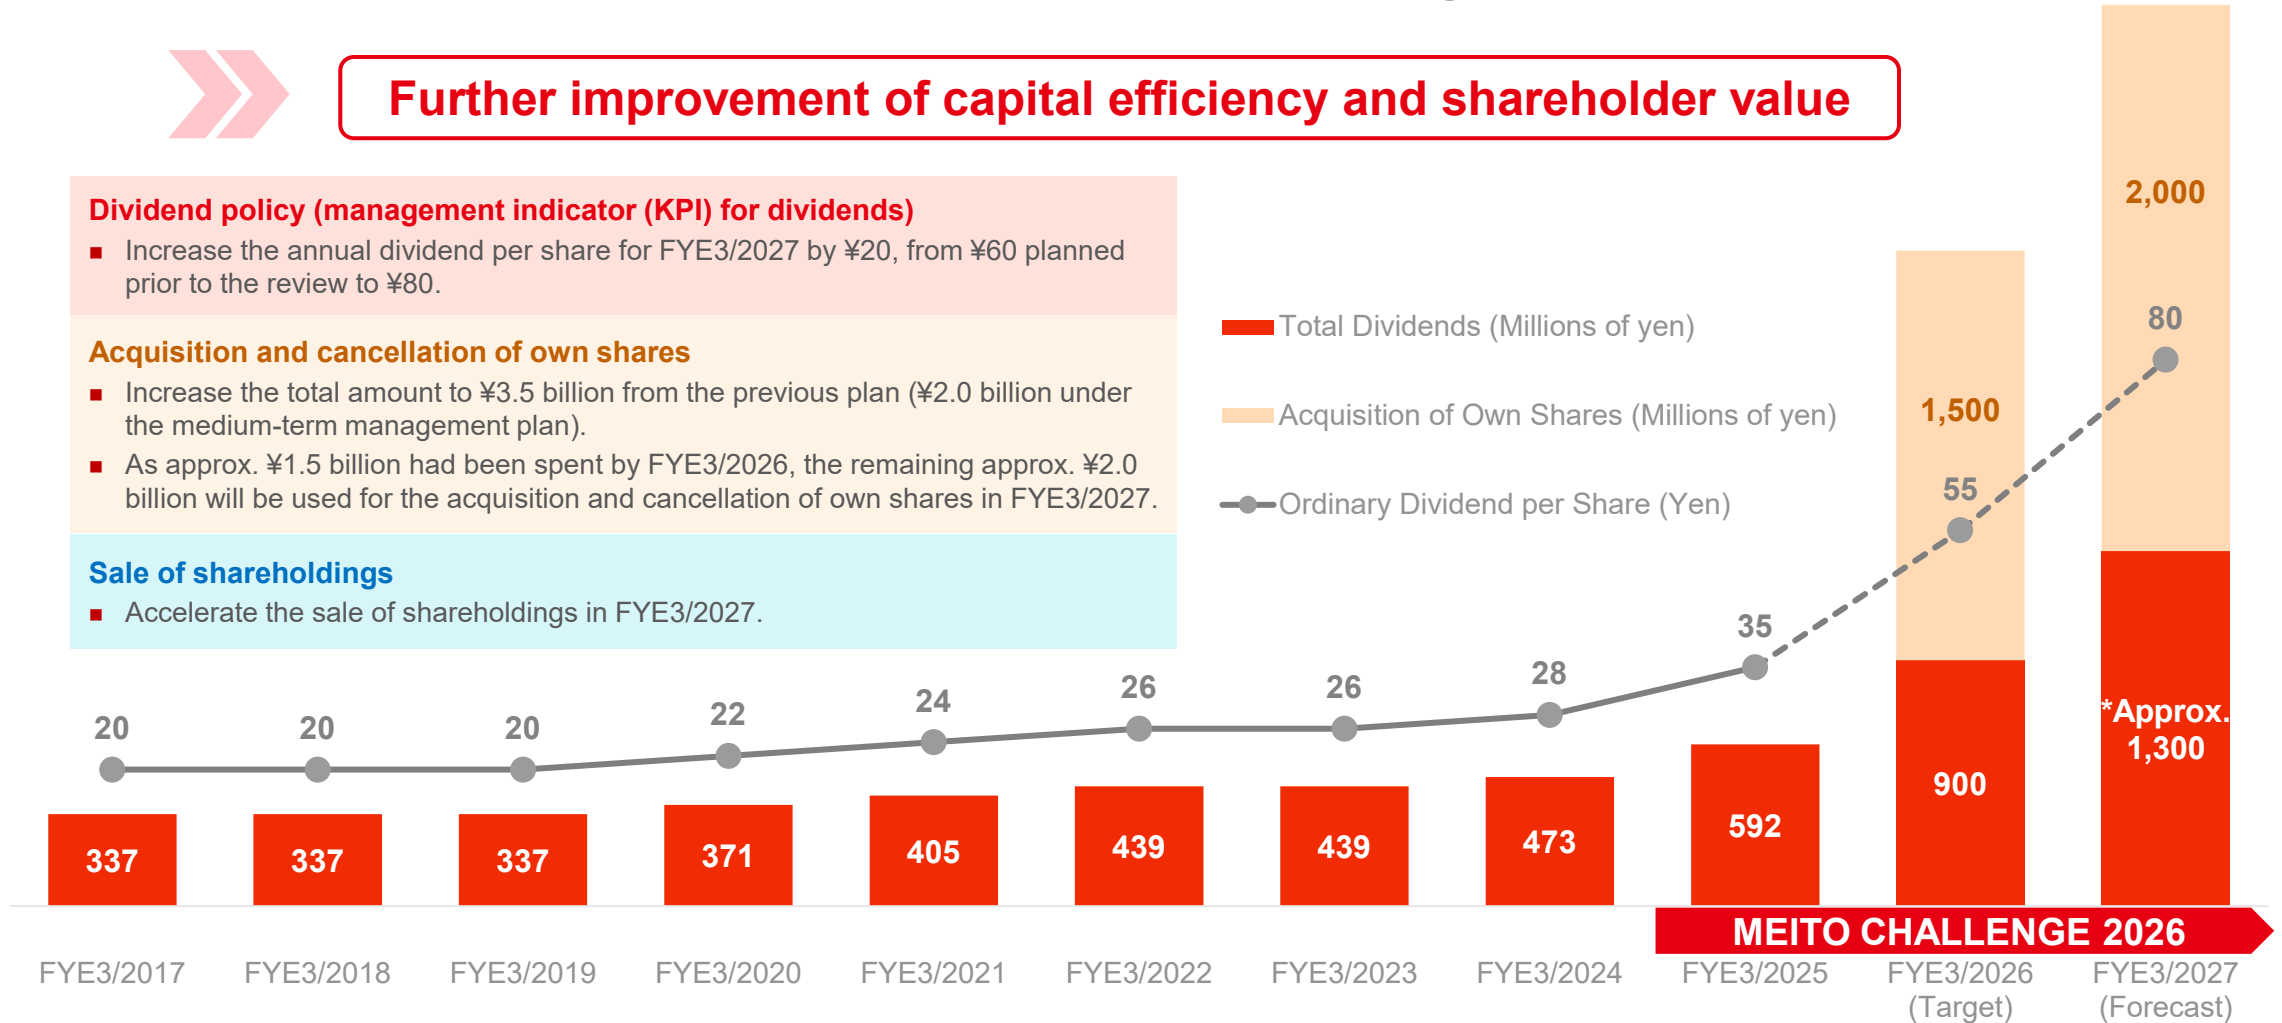 Further improvement of capital efficiency and shareholder value
Dividend policy (management indicator (KPI) for dividends)
■ Increase the annual dividend per share for FYE3/2027 by ¥20, from ¥60 planned
prior to the review to ¥80.
Acquisition and cancellation of own shares
■ Increase the total amount to ¥3.5 billion from the previous plan (¥2.0 billion under
the medium-term management plan).
■ As approx. ¥1.5 billion had been spent by FYE3/2026, the remaining approx. ¥2.0
billion will be used for the acquisition and cancellation of own shares in FYE3/2027.
Sale of shareholdings
■ Accelerate the sale of shareholdings in FYE3/2027.
Total Dividends (Millions of yen)
Acquisition of Own Shares (Millions of yen)
Ordinary Dividend per Share (Yen)
2,000
1,500
20
20
20
22
24
26
26
28
35
55
80
337
337
337
371
405
439
439
473
592
900
*Approx.
1,300
MEITO CHALLENGE 2026
FYE3/2017
FYE3/2018
FYE3/2019
FYE3/2020
FYE3/2021
FYE3/2022
FYE3/2023
FYE3/2024
FYE3/2025
FYE3/2026
(Target)
FYE3/2027
(Forecast)